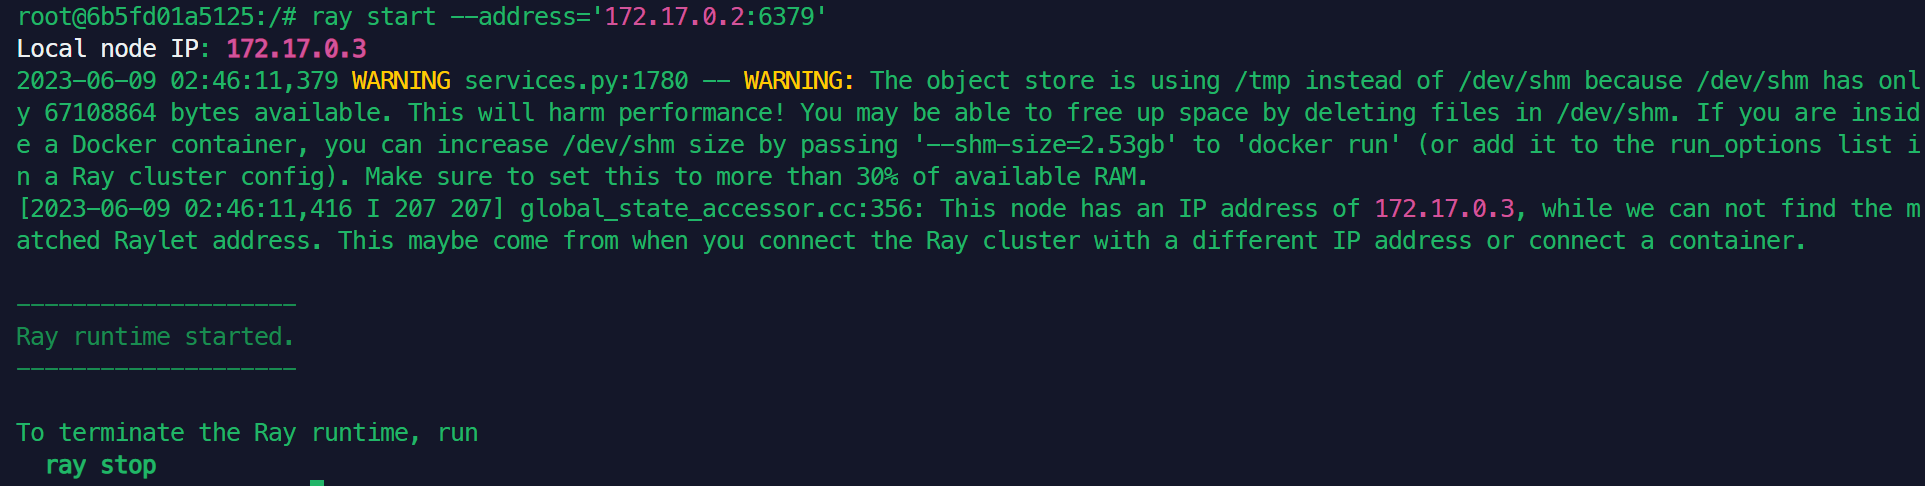 root@6b5fd01a5125:/# ray start --address='172.17.0.2:6379'
Local node IP: 172.17.0.3
2023-06-09 02:46:11,379 WARNING services.py:1780 -- WARNING: The object store is using /tmp instead of /dev/shm because /dev/shm has onl
y 67108864 bytes available. This will harm performance! You may be able to free up space by deleting files in /dev/shm. If you are insid
e a Docker container, you can increase /dev/shm size by passing '--shm-size=2.53gb' to 'docker run' (or add it to the run_options list i
n a Ray cluster config). Make sure to set this to more than 30% of available RAM.
[2023-06-09 02:46:11,416 I 207 207] global_state_accessor.cc:356: This node has an IP address of 172.17.0.3, while we can not find the m
atched Raylet address. This maybe come from when you connect the Ray cluster with a different IP address or connect a container.
--------------------
Ray runtime started.
--------------------
To terminate the Ray runtime, run
  ray stop